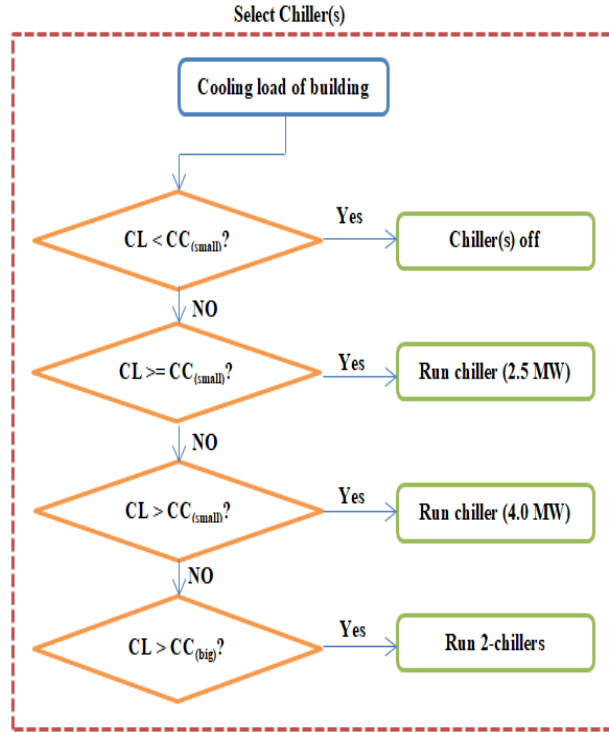 Select Chiller(s)
Cooling load of building
CL < CC(small)?
Yes
Chiller(s) off
NO
CL >= CC(small)?
Yes
Run chiller (2.5 MW)
NO
CL > CC(small)?
Yes
Run chiller (4.0 MW)
NO
CL > CC(big)?
Yes
Run 2-chillers